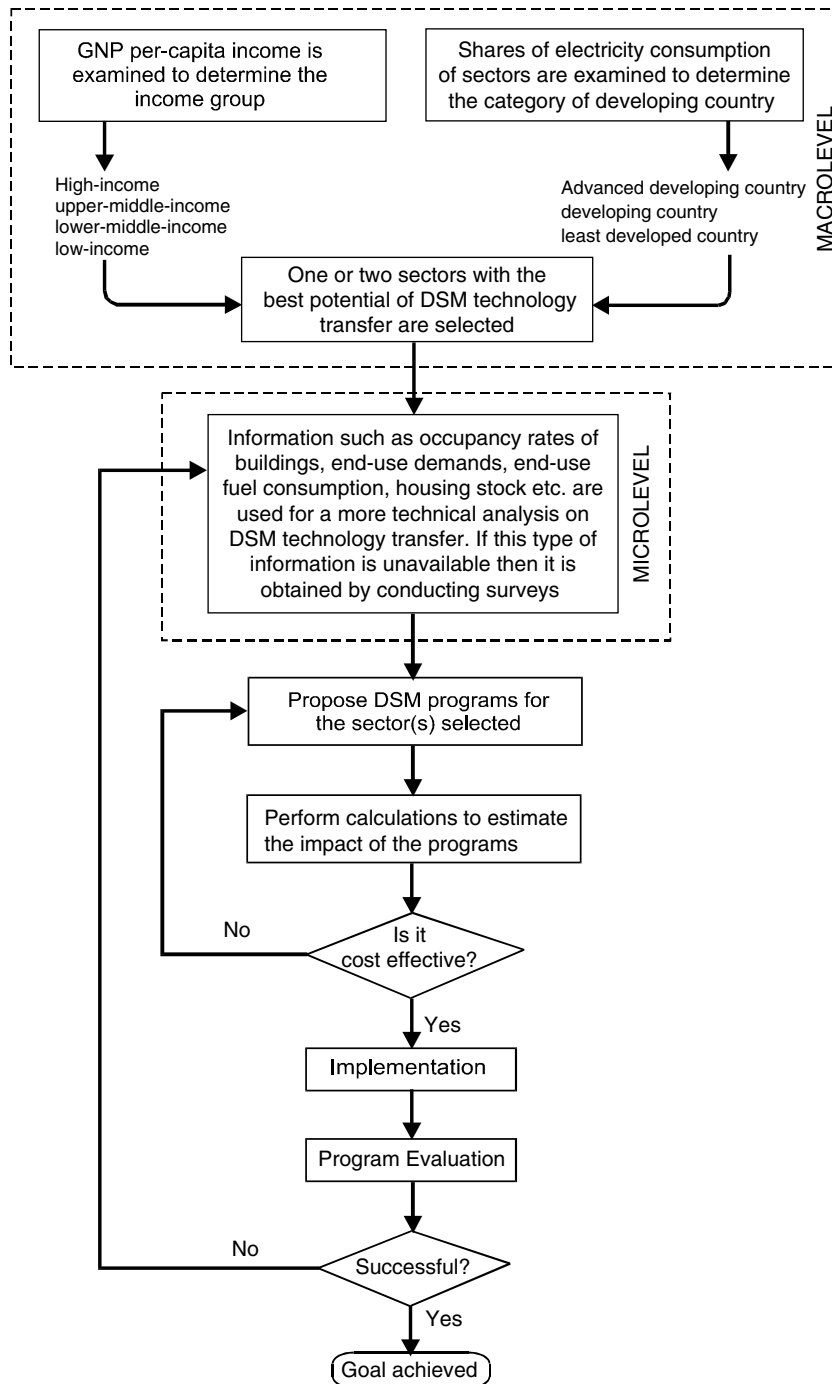 GNP per-capita income is
examined to determine the
income group
Shares of electricity consumption
of sectors are examined to determine
the category of developing country
MACROLEVEL
High-income
upper-middle-income
lower-middle-income
low-income
Advanced developing country
developing country
least developed country
One or two sectors with the
best potential of DSM technology
transfer are selected
Information such as occupancy rates of
buildings, end-use demands, end-use
fuel consumption, housing stock etc. are
used for a more technical analysis on
DSM technology transfer. If this type of
information is unavailable then it is
obtained by conducting surveys
MICROLEVEL
Propose DSM programs for
the sector(s) selected
Perform calculations to estimate
the impact of the programs
No
Is it
cost effective?
Yes
Implementation
Program Evaluation
No
Successful?
Yes
Goal achieved